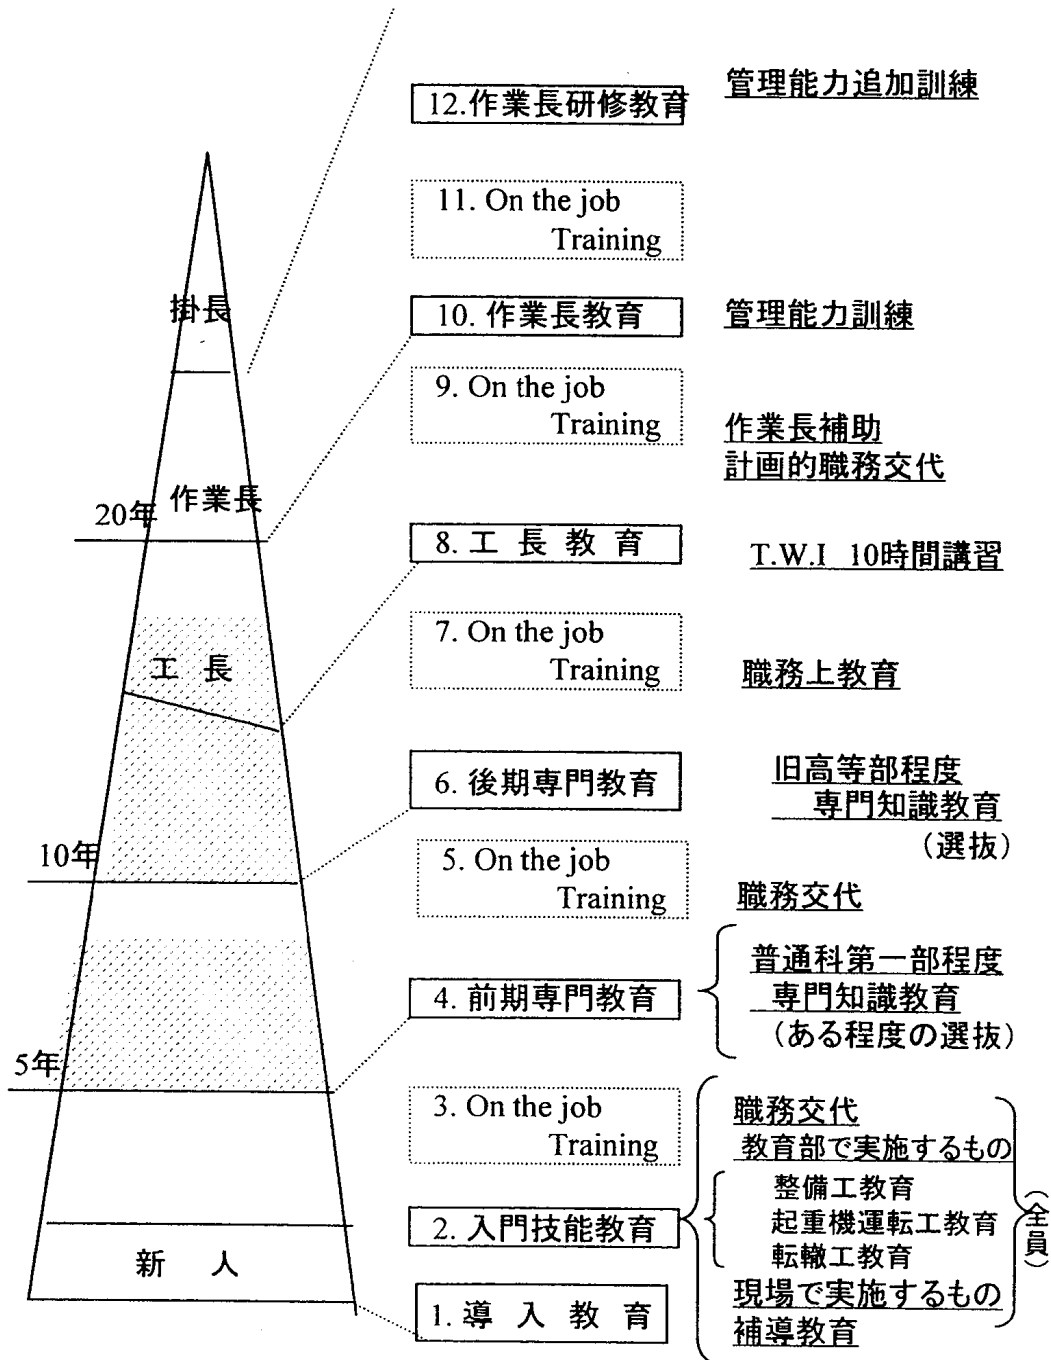 12.作業長研修教育
管理能力追加訓練
11. On the job
Training
掛長
10. 作業長教育
管理能力訓練
9. On the job
Training
作業長補助
計画的職務交代
作業長
20年
8. 工 長 教 育
T.W.I 10時間講習
7. On the job
Training
工 長
職務上教育
6. 後期専門教育
旧高等部程度
専門知識教育
(選抜)
10年
5. On the job
Training
職務交代
4. 前期専門教育
普通科第一部程度
専門知識教育
(ある程度の選抜)
5年
3. On the job
Training
職務交代
教育部で実施するもの
整備工教育
2. 入門技能教育
起重機運転工教育
転轍工教育
(全員)
新 人
現場で実施するもの
1. 導 入 教 育
補導教育